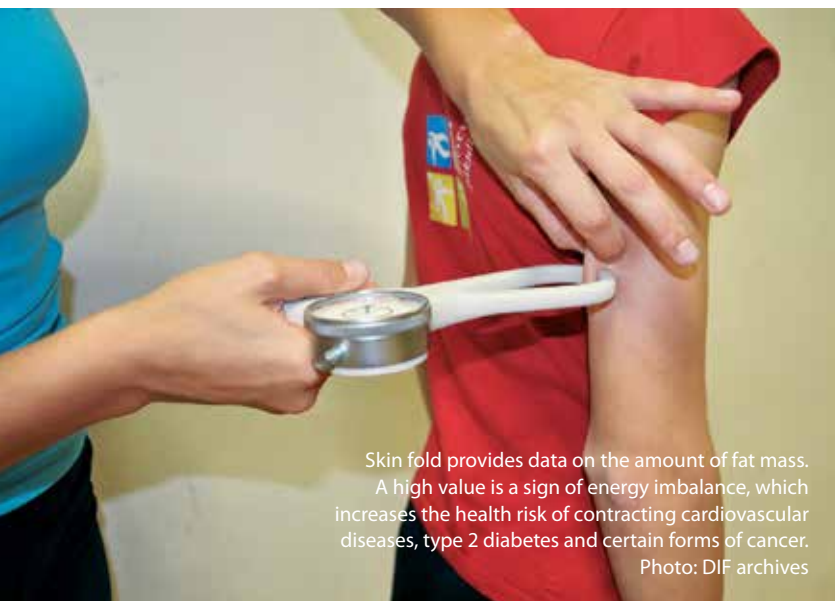 Skin fold provides data on the amount of fat mass.
A high value is a sign of energy imbalance, which
increases the health risk of contracting cardiovascular
diseases, type 2 diabetes and certain forms of cancer.
Photo: DIF archives